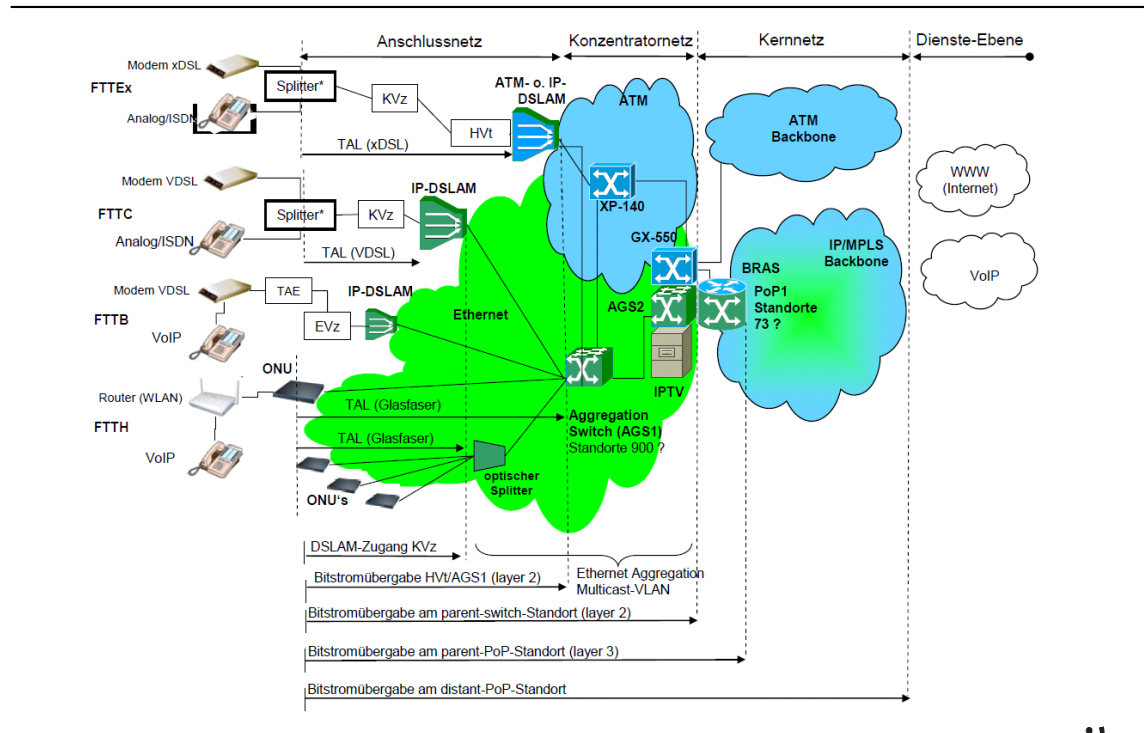 Anschlussnetz
Konzentratornetz
Kernnetz
Dienste-Ebene
Modem xDSL
FTTEx
Analog/ISDN
Splitter*
KVz
HVt
ATM- o. IP-
DSLAM
TAL (xDSL)
ATM
XP-140
ATM
Backbone
Modem VDSL
FTTC
Analog/ISDN
Splitter*
KVz
IP-DSLAM
TAL (VDSL)
GX-550
WWW
(Internet)
IP/MPLS
Backbone
BRAS
PoP1
Standorte
73 ?
VoIP
Modem VDSL
FTTB
VoIP
TAE
EVz
IP-DSLAM
Ethernet
AGS2
IPTV
ONU
Router (WLAN)
FTTH
VoIP
TAL (Glasfaser)
TAL (Glasfaser)
Aggregation
Switch (AGS1)
Standorte 900 ?
optischer
Splitter
ONU's
DSLAM-Zugang KVz
Bitstromübergabe HVt/AGS1 (layer 2)
Ethernet Aggregation
Multicast-VLAN
Bitstromübergabe am parent-switch-Standort (layer 2)
Bitstromübergabe am parent-PoP-Standort (layer 3)
Bitstromübergabe am distant-PoP-Standort